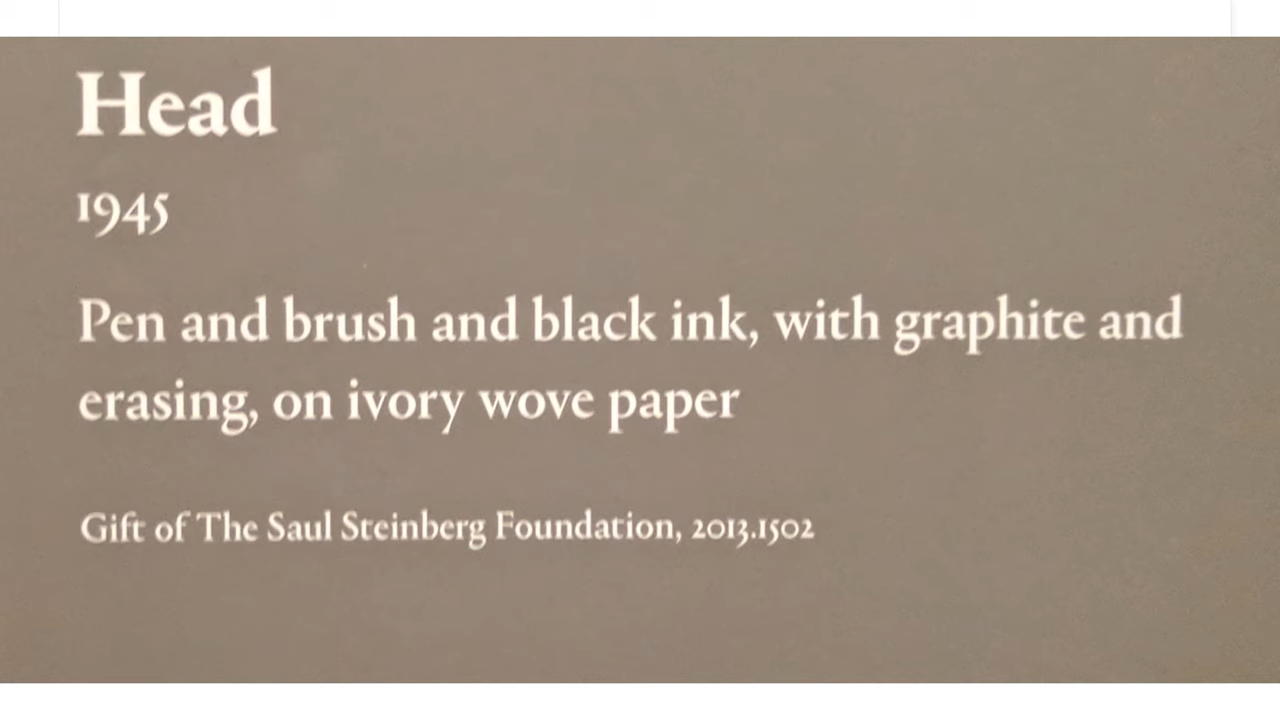 Head
1945
Pen and brush and black ink, with graphite and
erasing, on ivory wove paper
Gift of The Saul Steinberg Foundation, 2013.1502